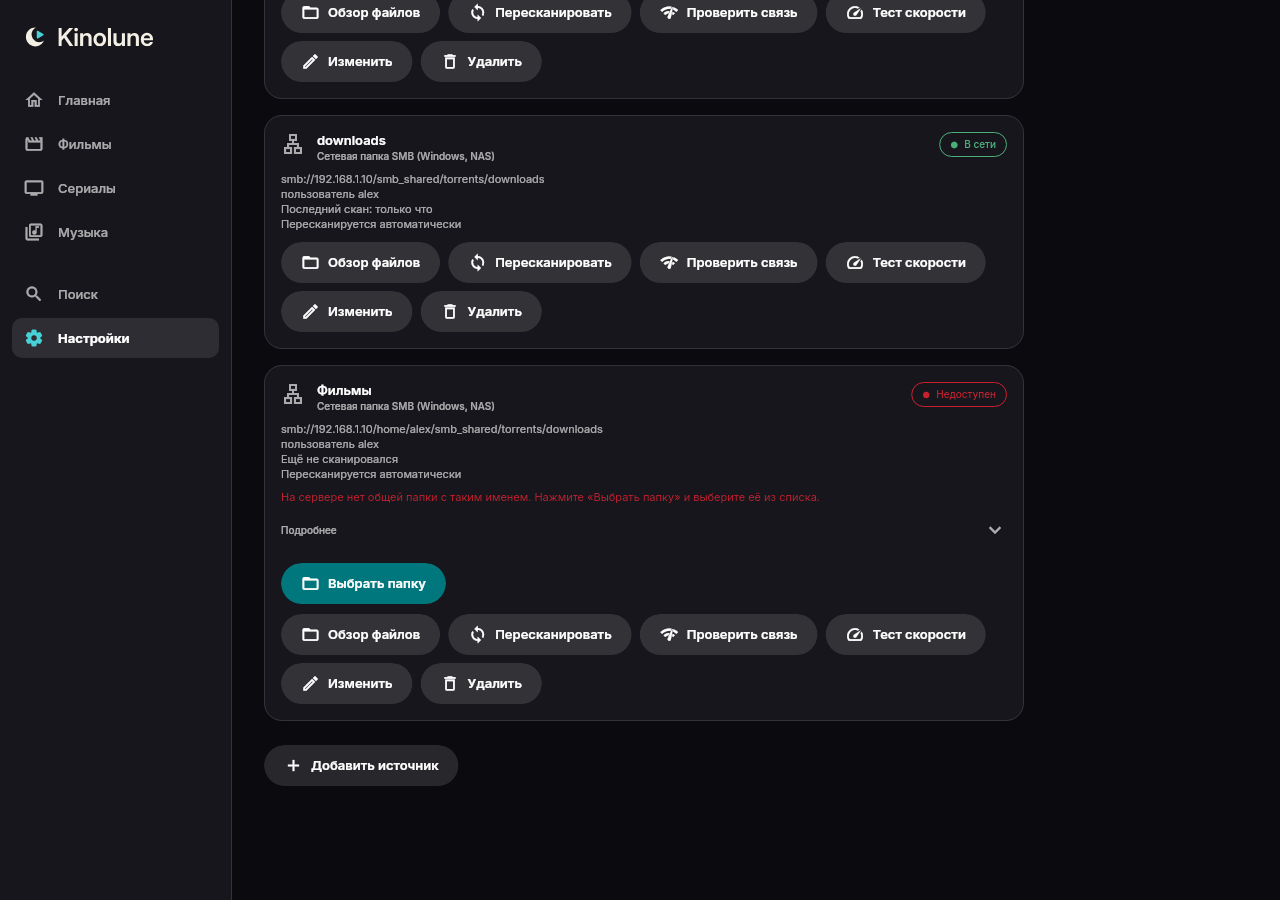 Kinolune
Главная
Фильмы
Сериалы
Музыка
Поиск
Настройки
Обзор файлов
Пересканировать
Проверить связь
Тест скорости
Изменить
Удалить
downloads
Сетевая папка SMB (Windows, NAS)
В сети
smb://192.168.1.10/smb_shared/torrents/downloads
пользователь alex
Последний скан: только что
Пересканируется автоматически
Обзор файлов
Пересканировать
Проверить связь
Тест скорости
Изменить
Удалить
Фильмы
Сетевая папка SMB (Windows, NAS)
Недоступен
smb://192.168.1.10/home/alex/smb_shared/torrents/downloads
пользователь alex
Ещё не сканировался
Пересканируется автоматически
На сервере нет общей папки с таким именем. Нажмите «Выбрать папку» и выберите её из списка.
Подробнее
Выбрать папку
Обзор файлов
Пересканировать
Проверить связь
Тест скорости
Изменить
Удалить
Добавить источник